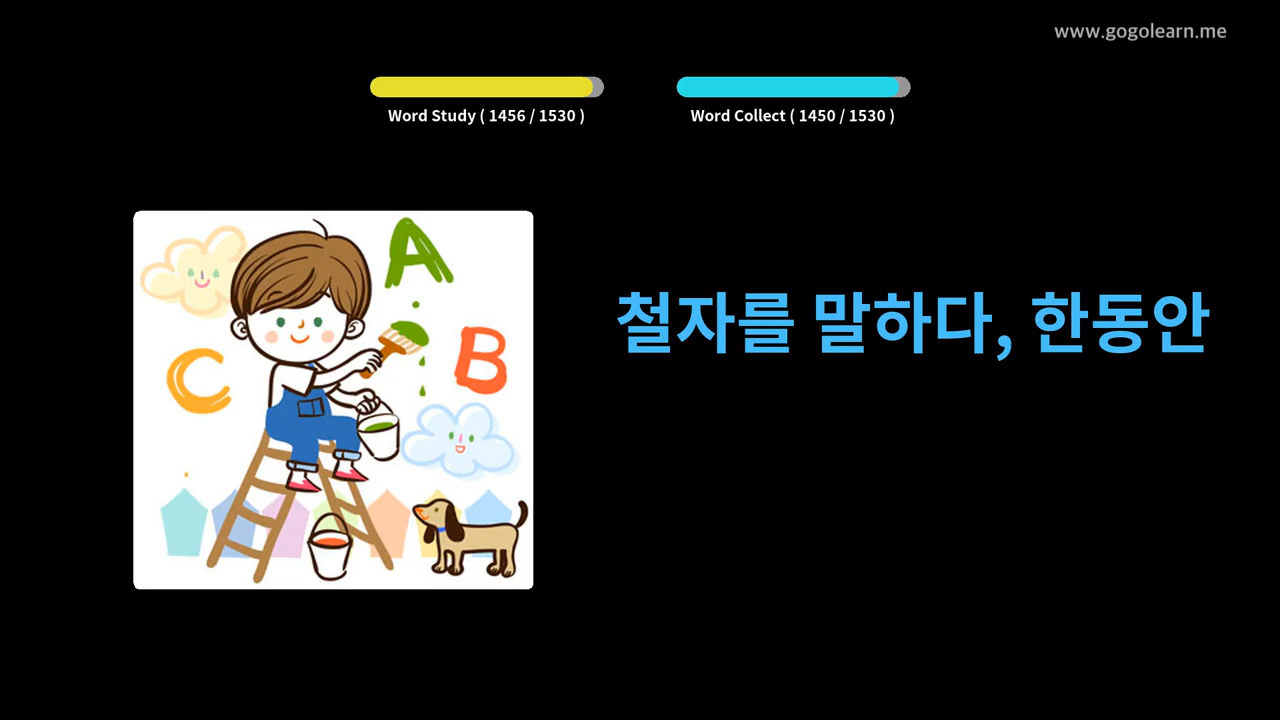 www.gogolearn.me
Word Study ( 1456 / 1530 )
Word Collect ( 1450 / 1530 )
A
B
C
철자를 말하다, 한동안